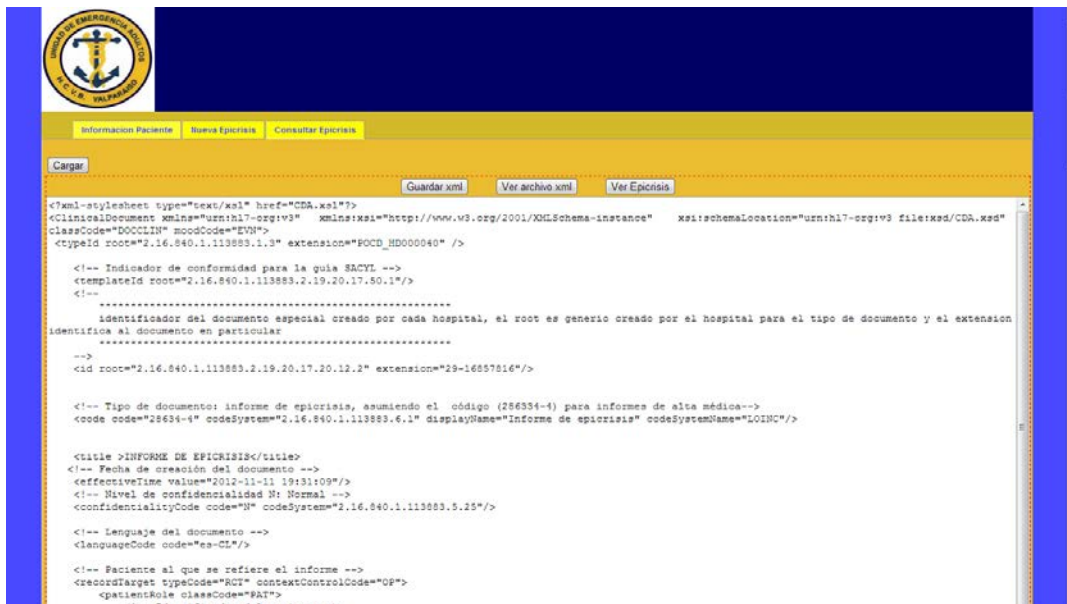 UNIDAD DE EMERGENCIA ADULTOS
H.C.V.B. VALPARAISO
Informacion Paciente
Nueva Epicrisis
Consultar Epicrisis
Cargar
Guardar xml
Ver archivo xml
Ver Epicrisis
<?xml-stylesheet type="text/xsl" href="CDA.xsl"?>
<ClinicalDocument xmlns="urn:hl7-org:v3"   xmlns:xsi="http://www.w3.org/2001/XMLSchema-instance"   xsi:schemaLocation="urn:hl7-org:v3 file:xsd/CDA.xsd"
classCode="DOCCLIN" moodCode="EVN">
<typeId root="2.16.840.1.113883.1.3" extension="POCD_HD000040" />
<!-- Indicador de conformidad para la guia SACYL -->
<templateId root="2.16.840.1.113883.2.19.20.17.50.1"/>
<!--
********************************************************
identificador del documento especial creado por cada hospital, el root es generio creado por el hospital para el tipo de documento y el extension
identifica al documento en particular
********************************************************
-->
<id root="2.16.840.1.113883.2.19.20.17.20.12.2" extension="29-16857816"/>
<!-- Tipo de documento: informe de epicrisis, asumiendo el  código (286334-4) para informes de alta médica-->
<code code="28634-4" codeSystem="2.16.840.1.113883.6.1" displayName="Informe de epicrisis" codeSystemName="LOINC"/>
<title >INFORME DE EPICRISIS</title>
<!-- Fecha de creación del documento -->
<effectiveTime value="2012-11-11 19:31:09"/>
<!-- Nivel de confidencialidad N: Normal -->
<confidentialityCode code="N" codeSystem="2.16.840.1.113883.5.25"/>
<!-- Lenguaje del documento -->
<languageCode code="es-CL"/>
<!-- Paciente al que se refiere el informe -->
<recordTarget typeCode="RCT" contextControlCode="OP">
<patientRole classCode="PAT">